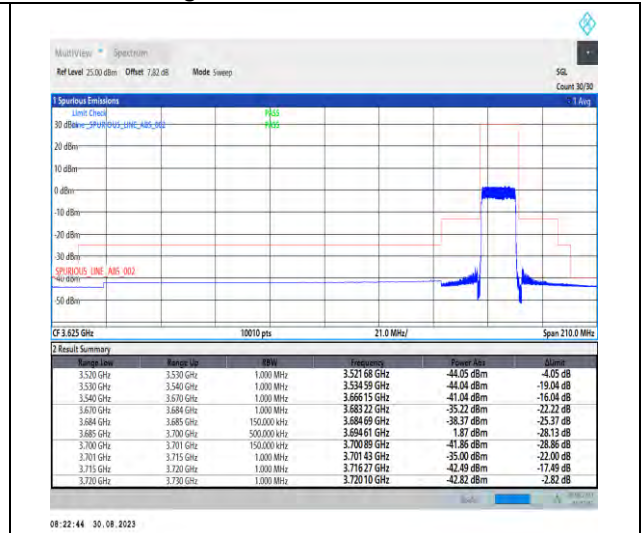 MultiView Spectrum
Ref Level 25.00 dBm Offset 7.82 dB Mode Sweep SGL
Count 30/30
1 Spurious Emissions 1 Avg
Limit Check PASS
30 dBm Line _SPURIOUS_LINE_ABS_002 PASS
20 dBm
10 dBm
0 dBm
-10 dBm
-20 dBm
-30 dBm
SPURIOUS_LINE_ABS_002
-40 dBm
-50 dBm
CF 3.625 GHz 10010 pts 21.0 MHz/ Span 210.0 MHz
2 Result Summary
Range Low Range Up RBW Frequency Power Abs ΔLimit
3.520 GHz 3.530 GHz 1.000 MHz 3.521 68 GHz -44.05 dBm -4.05 dB
3.530 GHz 3.540 GHz 1.000 MHz 3.534 59 GHz -44.04 dBm -19.04 dB
3.540 GHz 3.670 GHz 1.000 MHz 3.666 15 GHz -41.04 dBm -16.04 dB
3.670 GHz 3.684 GHz 1.000 MHz 3.683 22 GHz -35.22 dBm -22.22 dB
3.684 GHz 3.685 GHz 150.000 kHz 3.684 69 GHz -38.37 dBm -25.37 dB
3.685 GHz 3.700 GHz 500.000 kHz 3.694 61 GHz 1.87 dBm -28.13 dB
3.700 GHz 3.701 GHz 150.000 kHz 3.700 89 GHz -41.86 dBm -28.86 dB
3.701 GHz 3.715 GHz 1.000 MHz 3.701 43 GHz -35.00 dBm -22.00 dB
3.715 GHz 3.720 GHz 1.000 MHz 3.716 27 GHz -42.49 dBm -17.49 dB
3.720 GHz 3.730 GHz 1.000 MHz 3.720 10 GHz -42.82 dBm -2.82 dB
08:22:44 30.08.2023